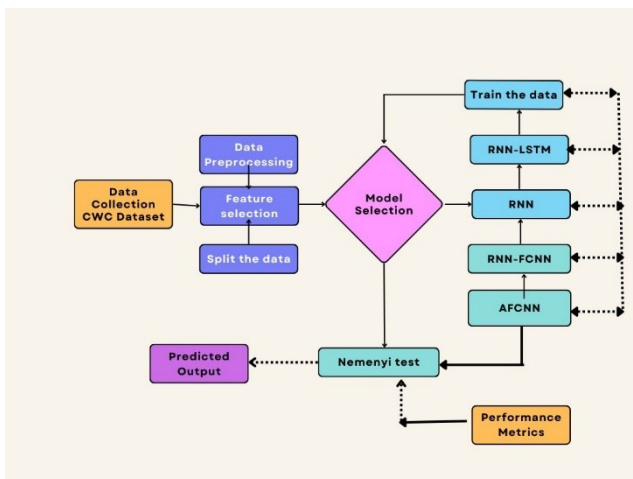 Train the data
Data
Preprocessing
RNN-LSTM
Data
Collection
CWC Dataset
Feature
selection
Model
Selection
RNN
Split the data
RNN-FCNN
AFCNN
Predicted
Output
Nemenyi test
Performance
Metrics